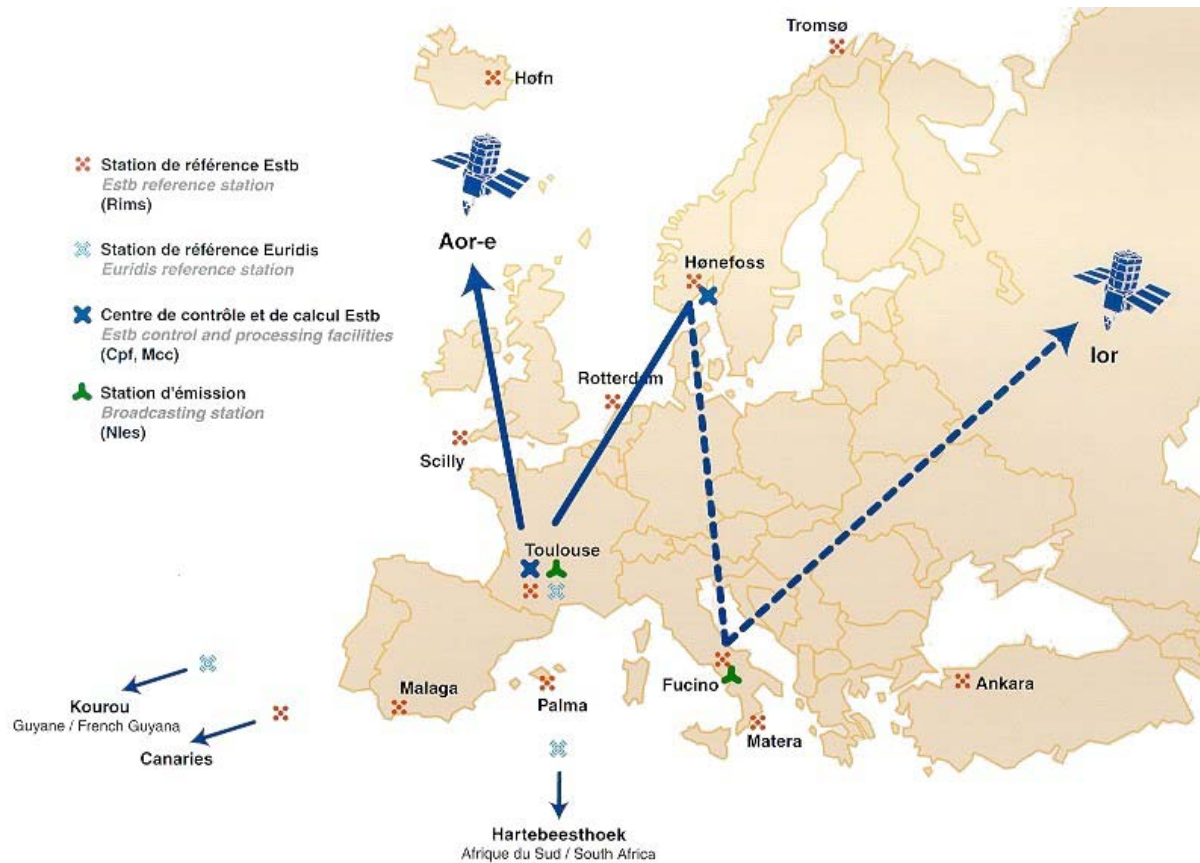 Tromsø
Høfn
Station de référence Estb
Estb reference station
(Rims)
Aor-e
Station de référence Euridis
Euridis reference station
Hønefoss
Centre de contrôle et de calcul Estb
Estb control and processing facilities
(Cpf, Mcc)
Ior
Rotterdam
Station d'émission
Broadcasting station
(Nles)
Scilly
Toulouse
Fucino
Ankara
Malaga
Palma
Kourou
Guyane / French Guyana
Matera
Canaries
Hartebeesthoek
Afrique du Sud / South Africa